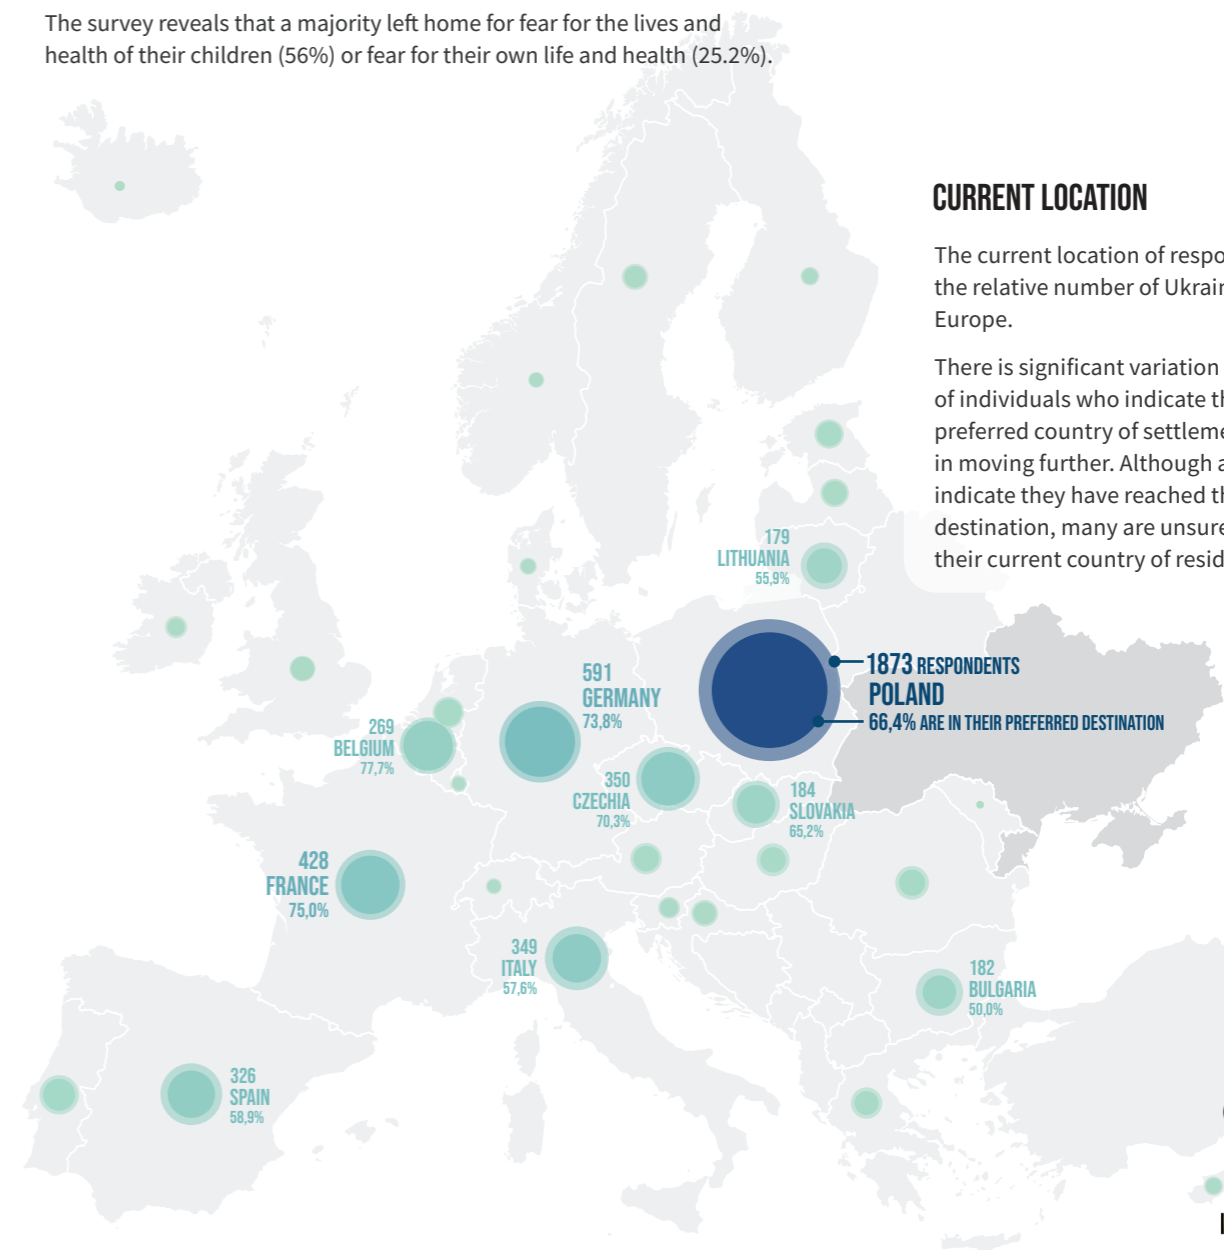 The survey reveals that a majority left home for fear for the lives and
health of their children (56%) or fear for their own life and health (25.2%).
CURRENT LOCATION
The current location of
the relative number of
Europe.
There is significant variation
of individuals who indicate
preferred country of
in moving further. Although
indicate they have reached
destination, many are unsure
their current country of
179
LITHUANIA
55,9%
1873 RESPONDENTS
POLAND
66,4% ARE IN THEIR PREFERRED DESTINATION
591
GERMANY
73,8%
269
BELGIUM
77,7%
350
CZECHIA
70,3%
184
SLOVAKIA
65,2%
428
FRANCE
75,0%
349
ITALY
57,6%
182
BULGARIA
50,0%
326
SPAIN
58,9%